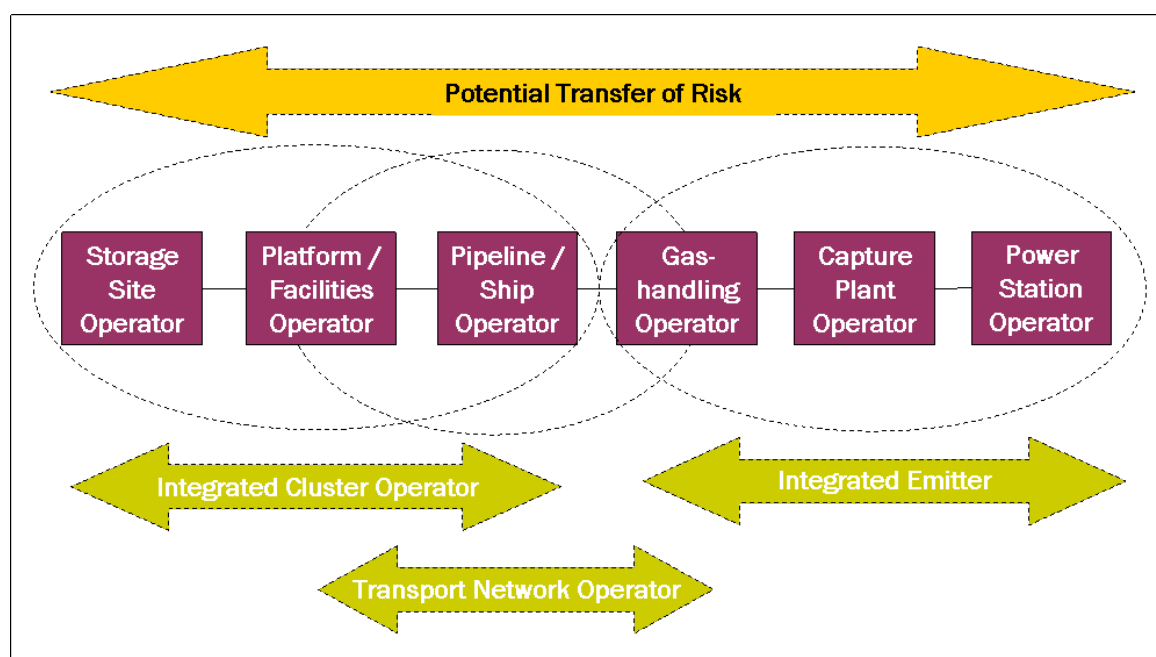 Potential Transfer of Risk
Storage
Site
Operator
Platform /
Facilities
Operator
Pipeline /
Ship
Operator
Gas-
handling
Operator
Capture
Plant
Operator
Power
Station
Operator
Integrated Cluster Operator
Integrated Emitter
Transport Network Operator